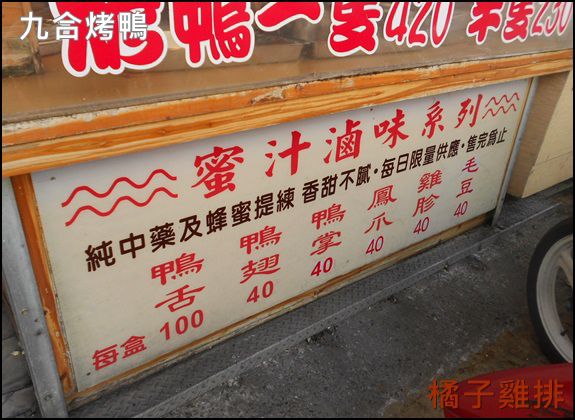 九合烤鴨
鴨一隻420 半隻230
蜜汁滷味系列
純中藥及蜂蜜提練 香甜不膩·每日限量供應·售完為止
鴨舌 鴨翅 鴨掌 鳳爪 雞胗 毛豆
每盒100 40 40 40 40 40
橘子雞排